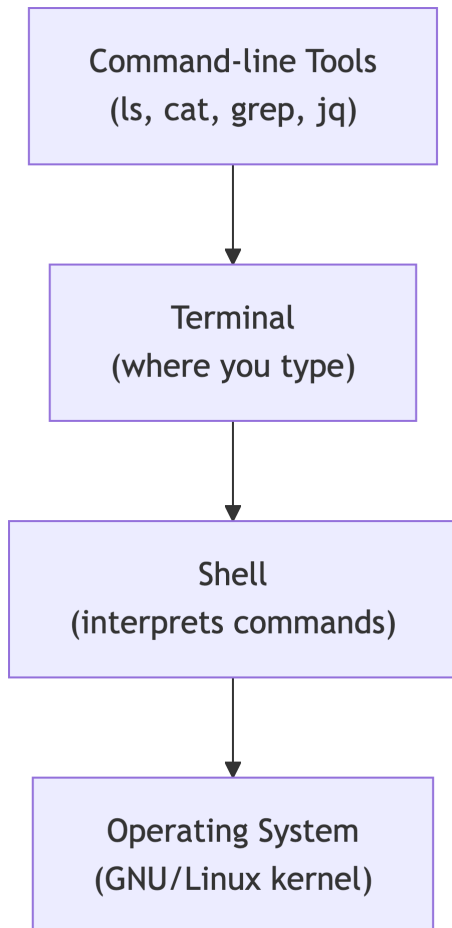 Command-line Tools
(ls, cat, grep, jq)
Terminal
(where you type)
Shell
(interprets commands)
Operating System
(GNU/Linux kernel)